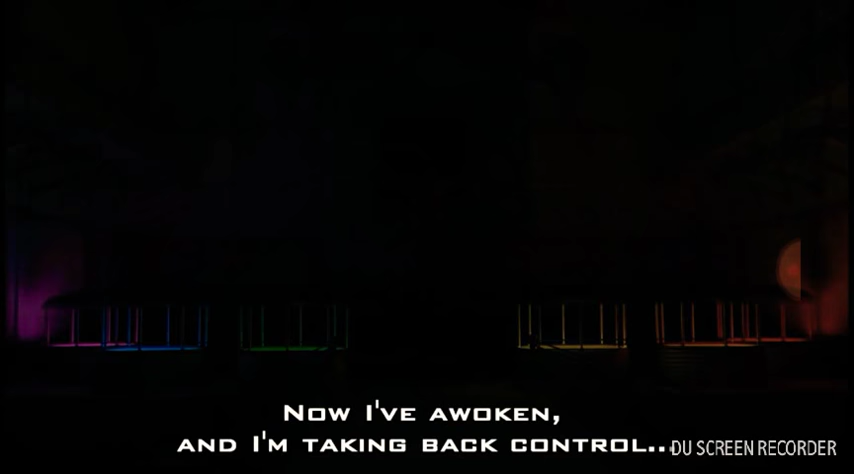 Now I've awoken,
and I'm taking back control...
DU SCREEN RECORDER